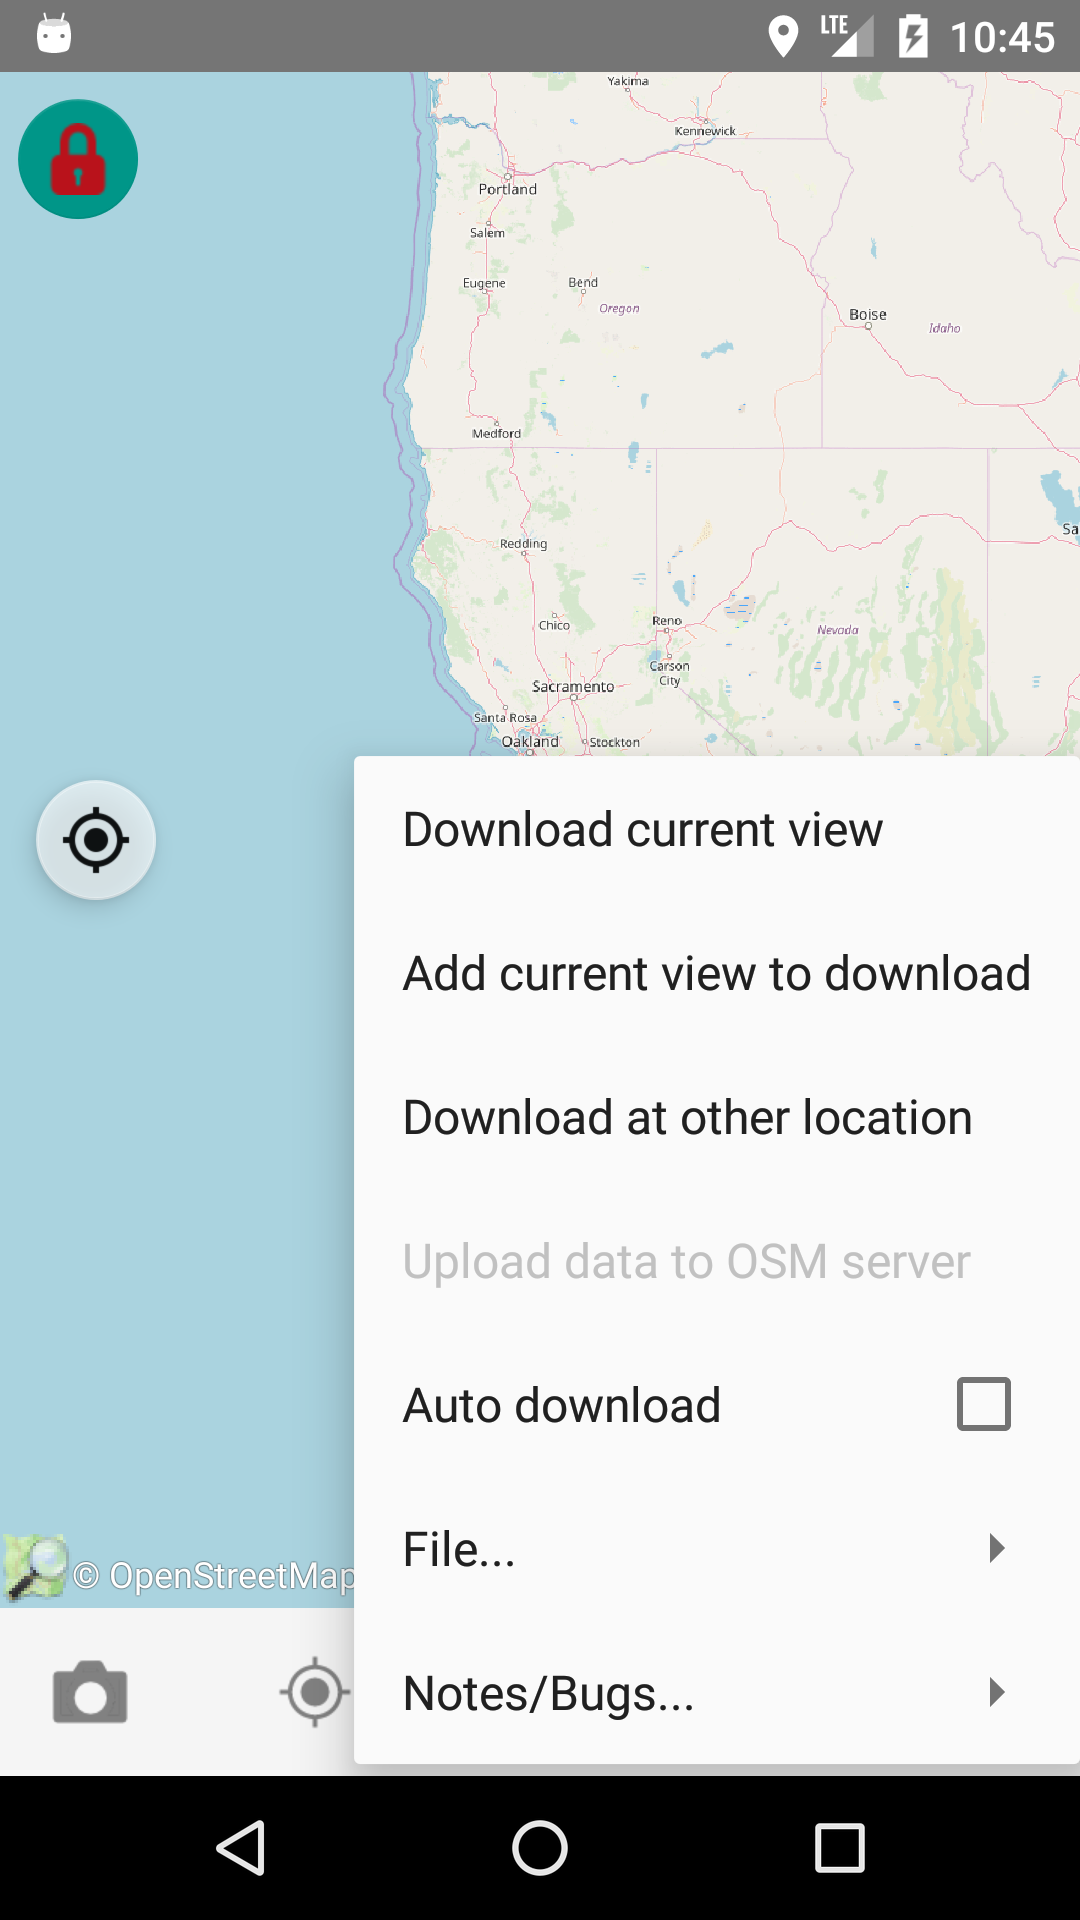 LTE 10:45
Yakima
Kennewick
Portland
Salem
Eugene
Bend
Oregon
Boise
Idaho
Medford
Sa
Redding
Chico
Reno
Nevada
Carson
City
Sacramento
Santa Rosa
Oakland
Stockton
Download current view
Add current view to download
Download at other location
Upload data to OSM server
Auto download
File...
© OpenStreetMap
Notes/Bugs...